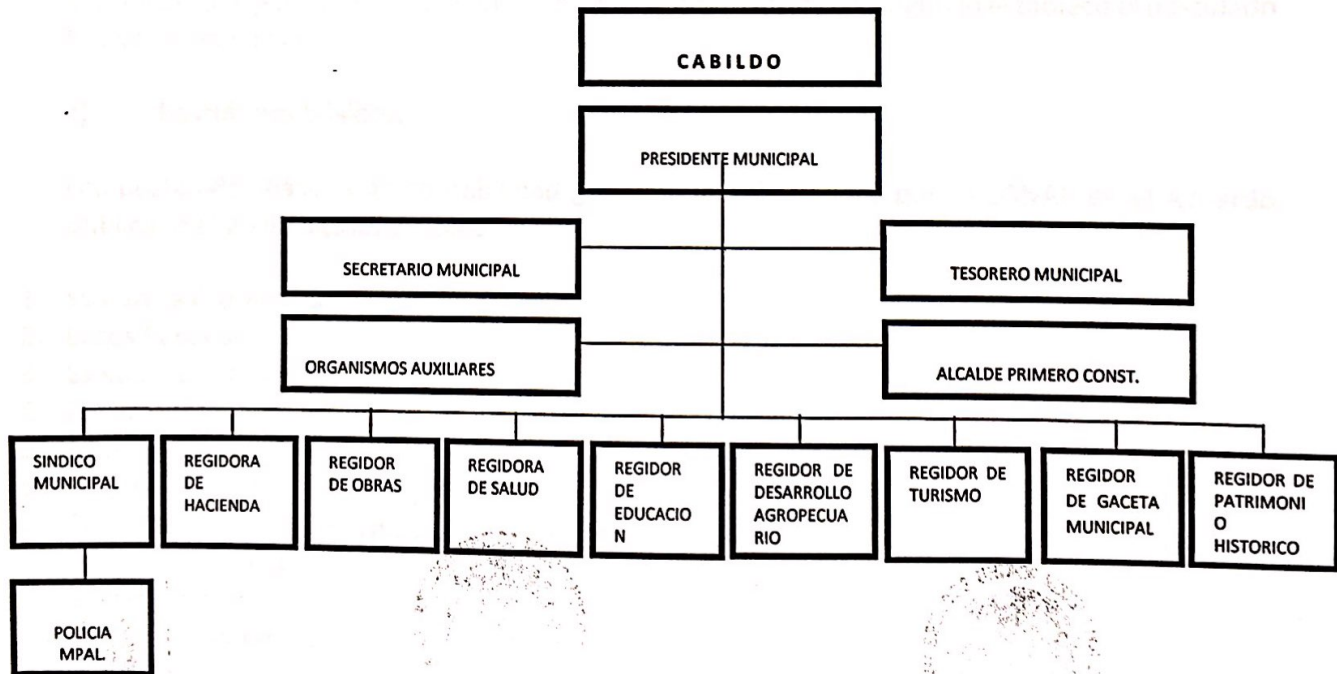 CABILDO
PRESIDENTE MUNICIPAL
SECRETARIO MUNICIPAL
TESORERO MUNICIPAL
ORGANISMOS AUXILIARES
ALCALDE PRIMERO CONST.
SINDICO
MUNICIPAL
REGIDORA
DE
HACIENDA
REGIDOR
DE OBRAS
REGIDORA
DE SALUD
REGIDOR
DE
EDUCACIO
N
REGIDOR DE
DESARROLLO
AGROPECUA
RIO
REGIDOR DE
TURISMO
REGIDOR
DE GACETA
MUNICIPAL
REGIDOR DE
PATRIMONI
O
HISTORICO
POLICIA
MPAL.